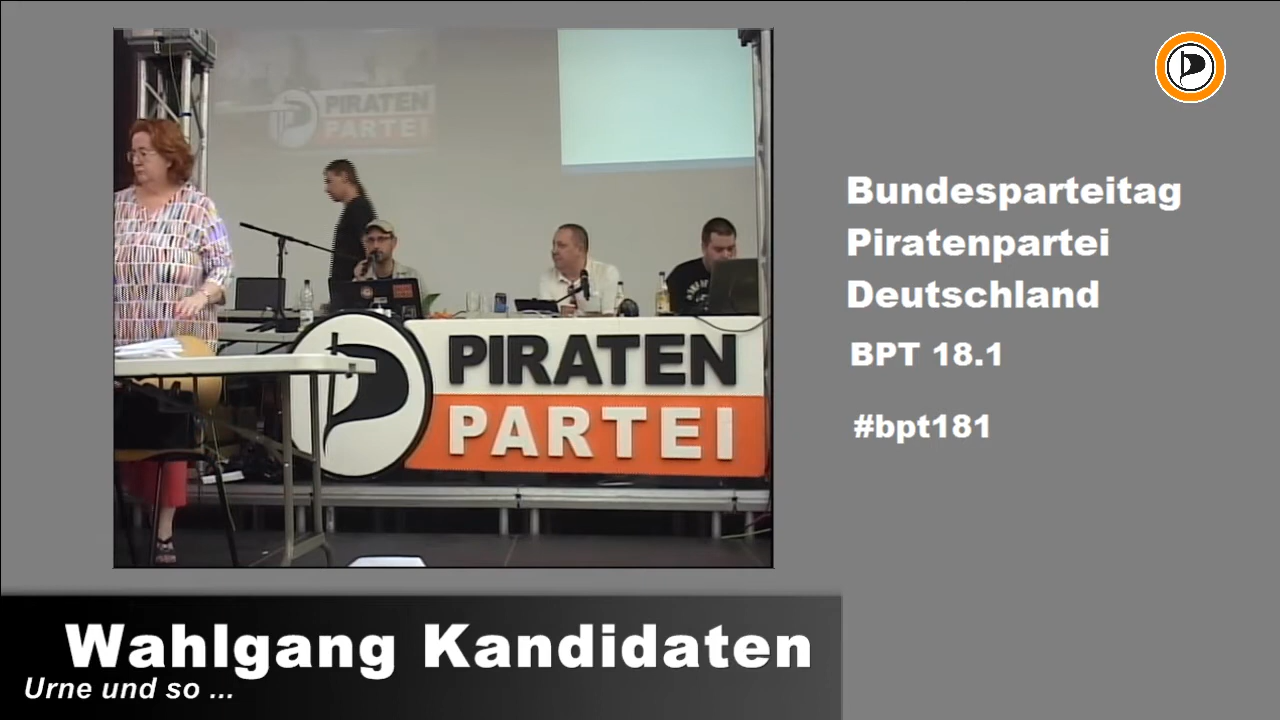 PIRATEN
PARTEI
PIRATEN
PARTEI
Bundesparteitag
Piratenpartei
Deutschland
BPT 18.1
#bpt181
Wahlgang Kandidaten
Urne und so ...